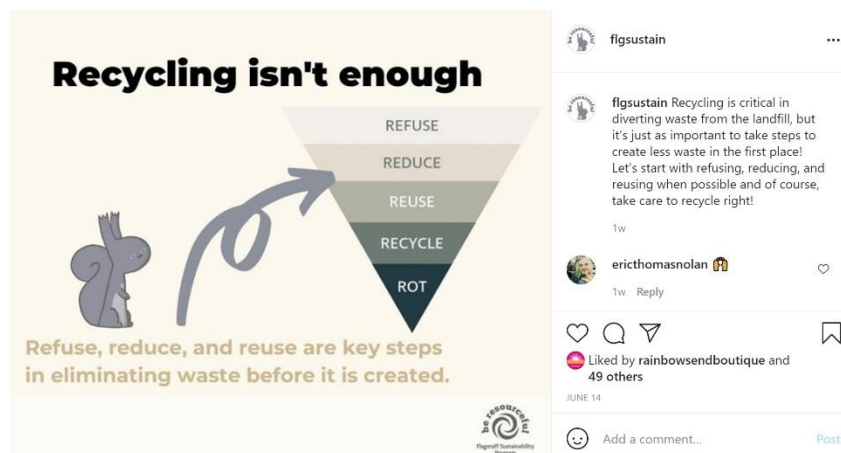 Recycling isn't enough
REFUSE
REDUCE
REUSE
RECYCLE
ROT
Refuse, reduce, and reuse are key steps
in eliminating waste before it is created.
be resourceful
Flagstaff Sustainability
Program
be resourceful
flgsustain
be resourceful
flgsustain Recycling is critical in
diverting waste from the landfill, but
it's just as important to take steps to
create less waste in the first place!
Let's start with refusing, reducing, and
reusing when possible and of course,
take care to recycle right!
1w
ericthomasnolan
1w Reply
Liked by rainbowsendboutique and
49 others
JUNE 14
Add a comment...
Post